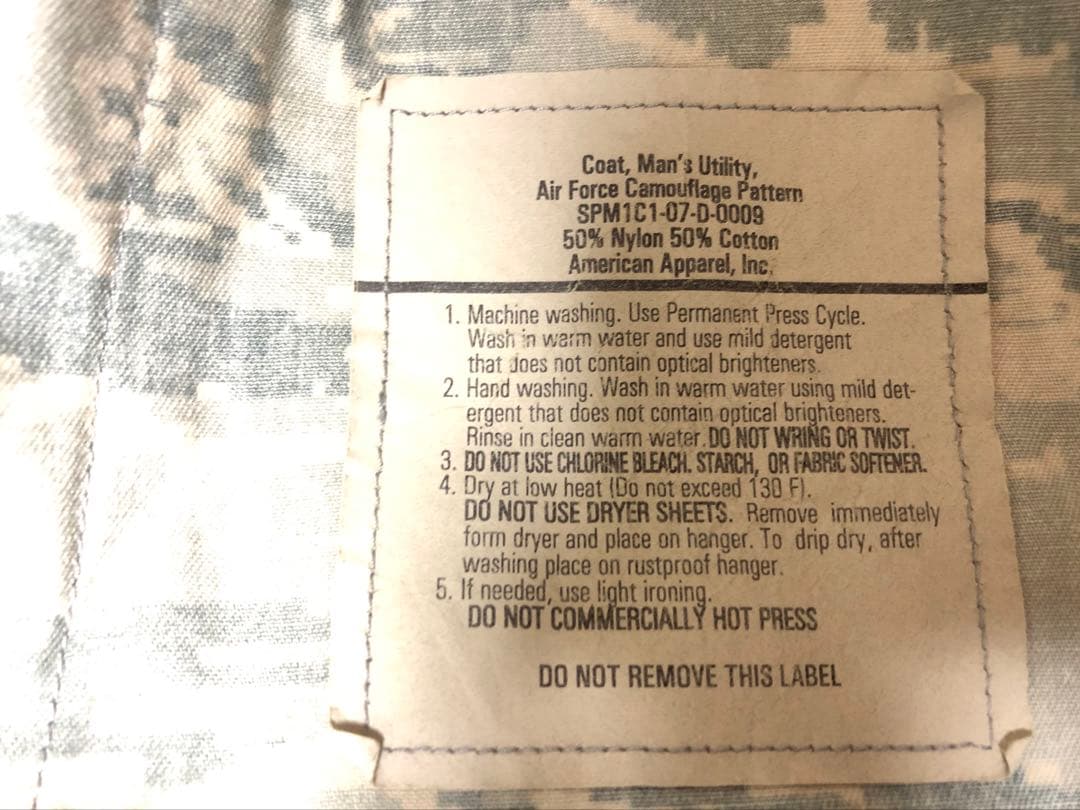 Coat, Man's Utility,
Air Force Camouflage Pattern
SPM1C1-07-D-0009
50% Nylon 50% Cotton
American Apparel, Inc.
1. Machine washing. Use Permanent Press Cycle.
Wash in warm water and use mild detergent
that does not contain optical brighteners.
2. Hand washing. Wash in warm water using mild det-
ergent that does not contain optical brighteners.
Rinse in clean warm water. DO NOT WRING OR TWIST.
3. DO NOT USE CHLORINE BLEACH. STARCH, OR FABRIC SOFTENER.
4. Dry at low heat (Do not exceed 130 F).
DO NOT USE DRYER SHEETS. Remove immediately
form dryer and place on hanger. To drip dry, after
washing place on rustproof hanger.
5. If needed, use light ironing.
DO NOT COMMERCIALLY HOT PRESS
DO NOT REMOVE THIS LABEL